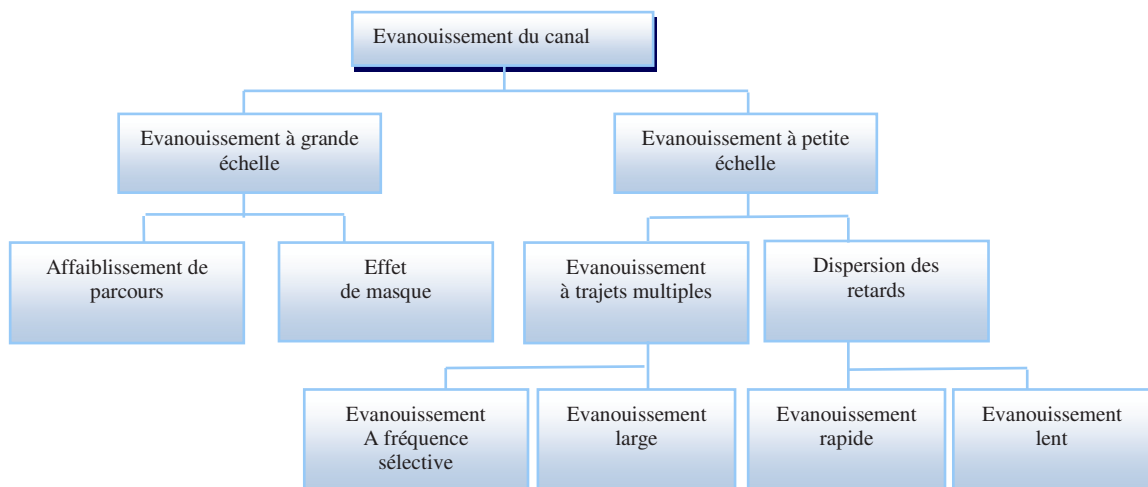 Evanouissement du canal
Evanouissement à grande
échelle
Evanouissement à petite
échelle
Affaiblissement de
parcours
Effet
de masque
Evanouissement
à trajets multiples
Dispersion des
retards
Evanouissement
A fréquence
sélective
Evanouissement
large
Evanouissement
rapide
Evanouissement
lent